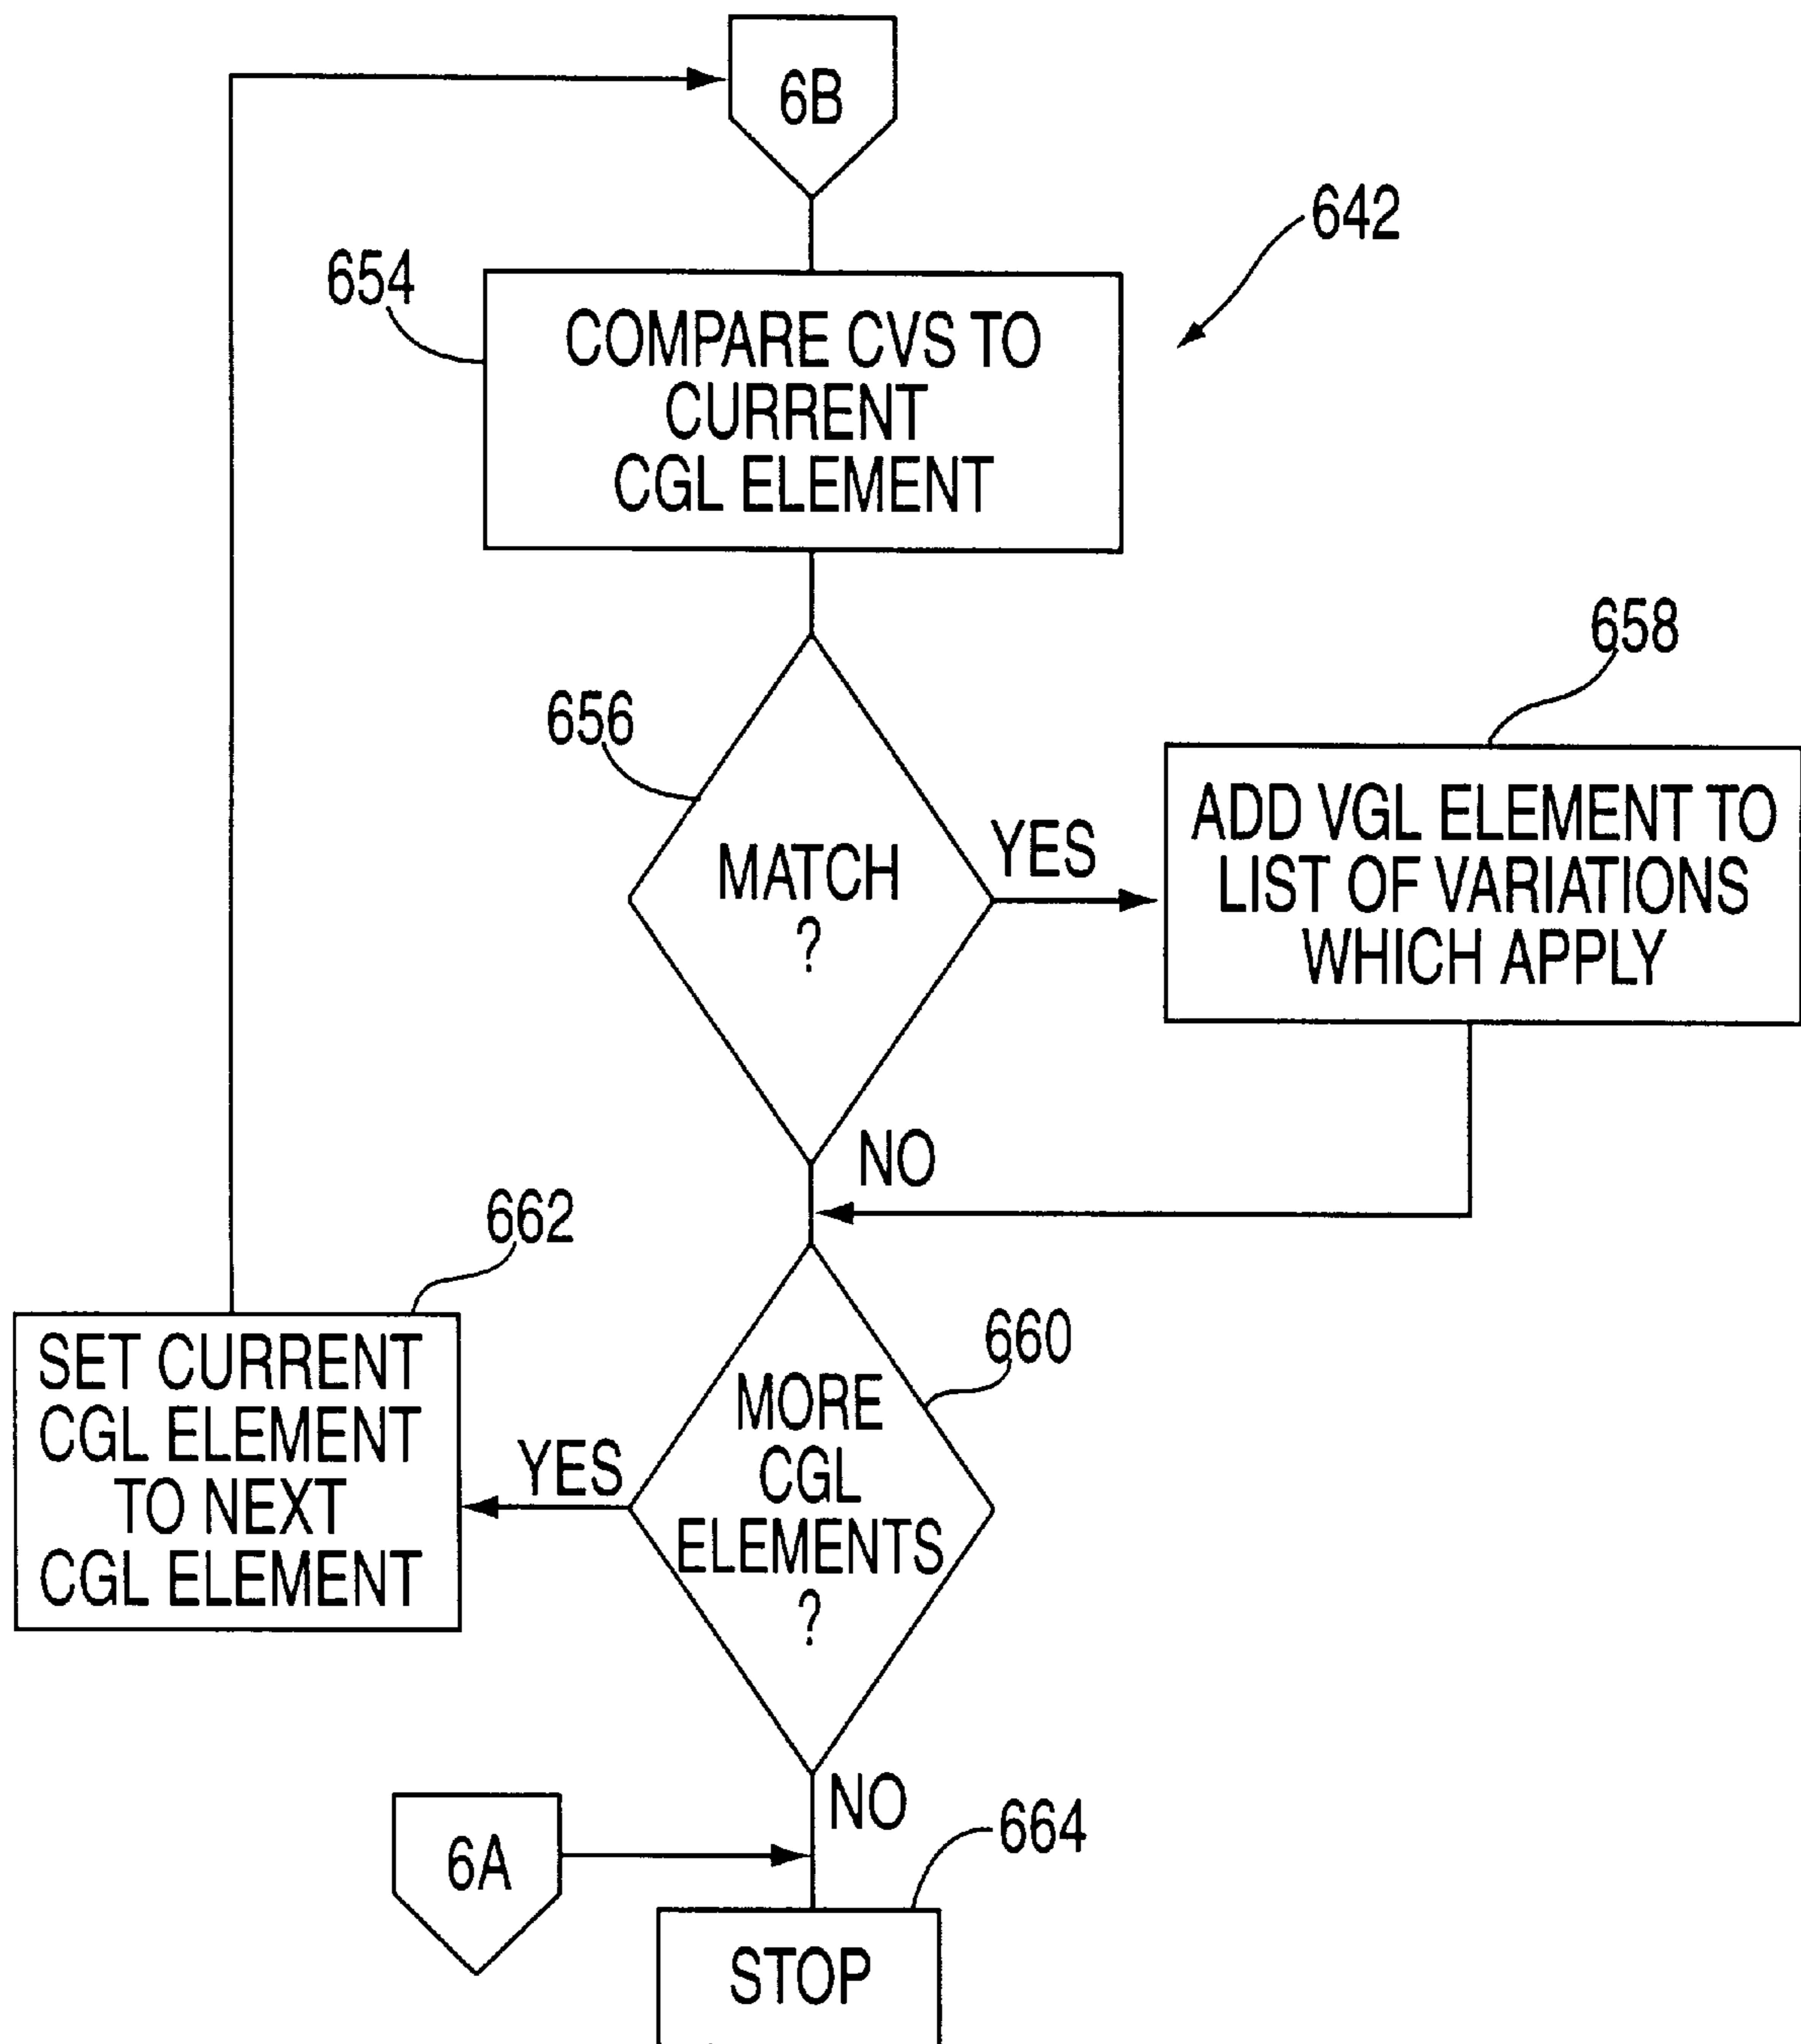 6B
642
654
COMPARE CVS TO
CURRENT
CGL ELEMENT
658
656
MATCH
?
YES
ADD VGL ELEMENT TO
LIST OF VARIATIONS
WHICH APPLY
NO
662
660
SET CURRENT
CGL ELEMENT
TO NEXT
CGL ELEMENT
YES
MORE
CGL
ELEMENTS
?
NO
6A
664
STOP